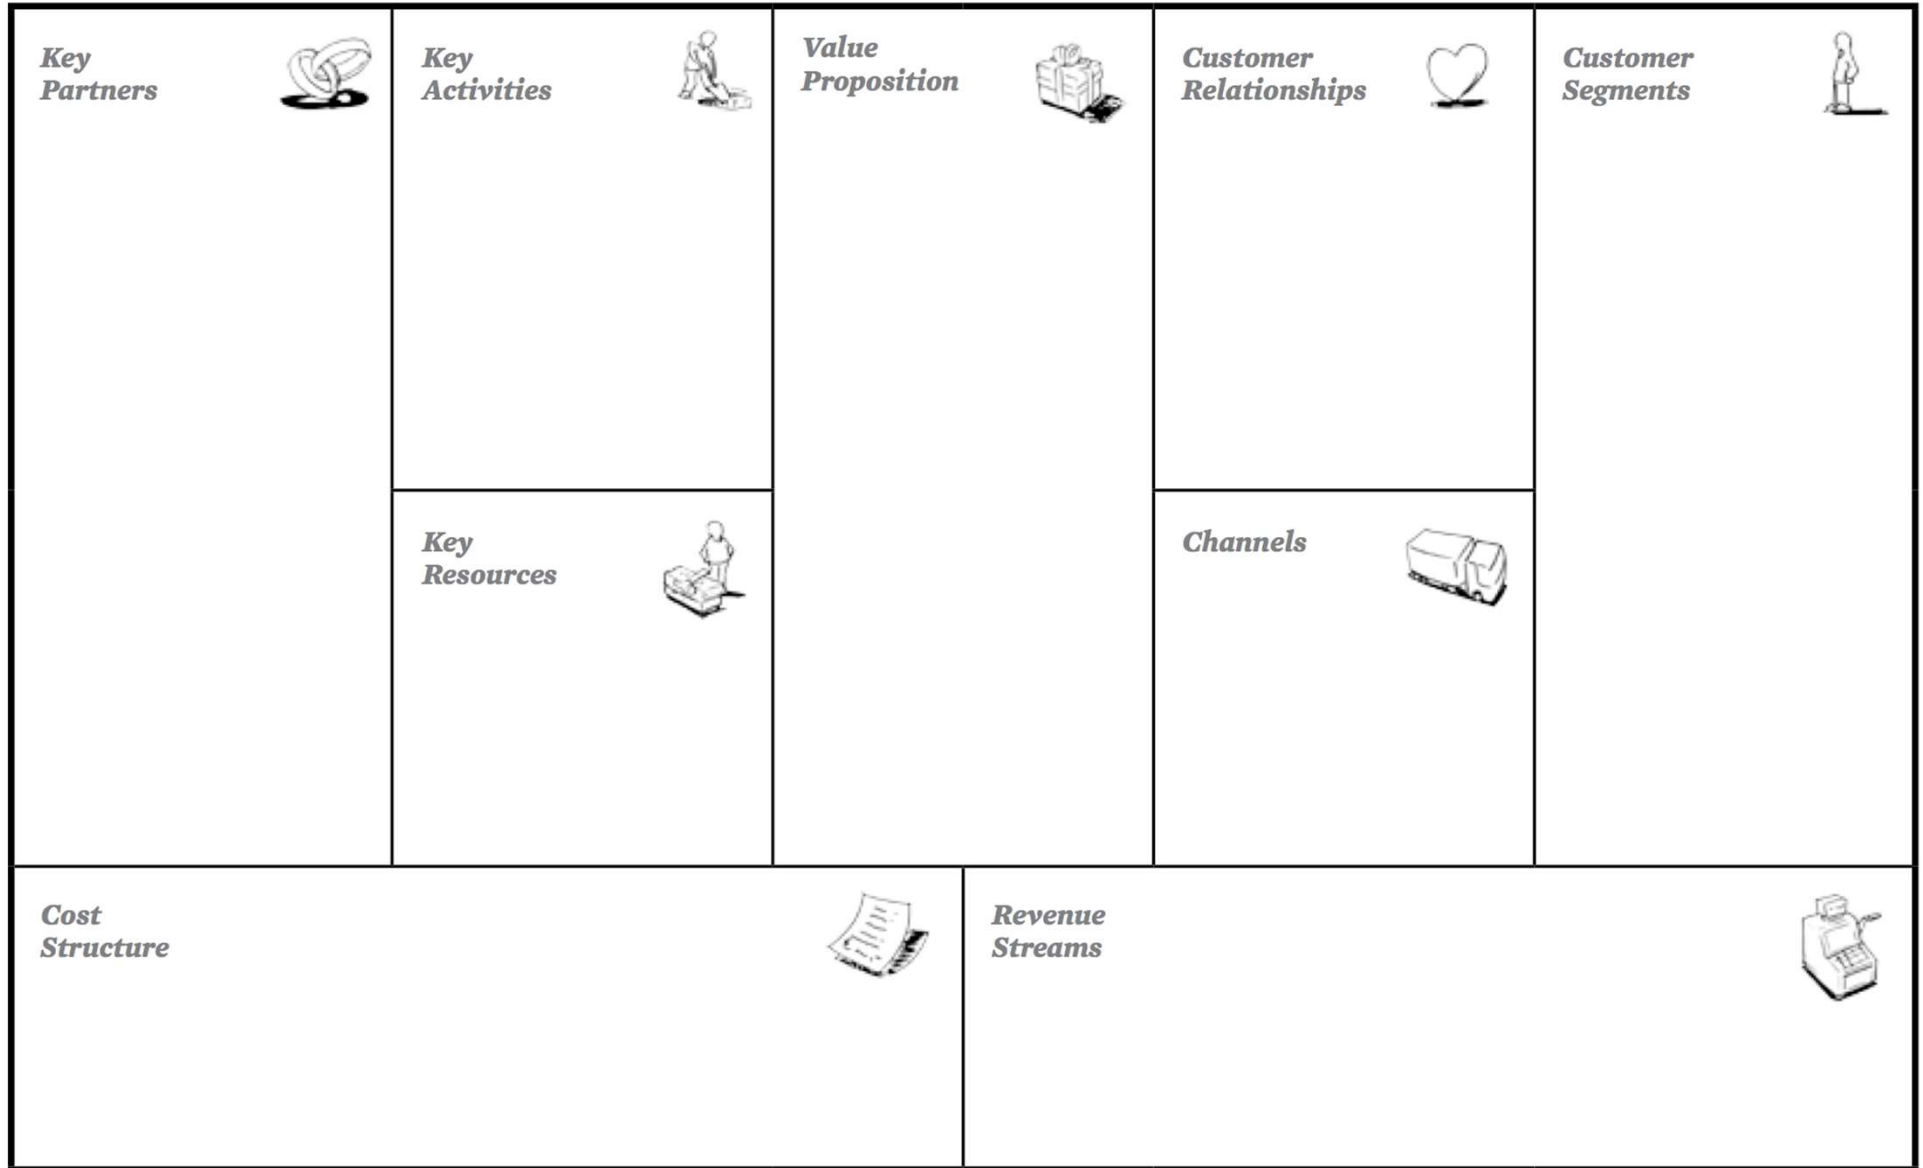 Key
Partners
Key
Activities
Key
Resources
Value
Proposition
Customer
Relationships
Channels
Customer
Segments
Cost
Structure
Revenue
Streams